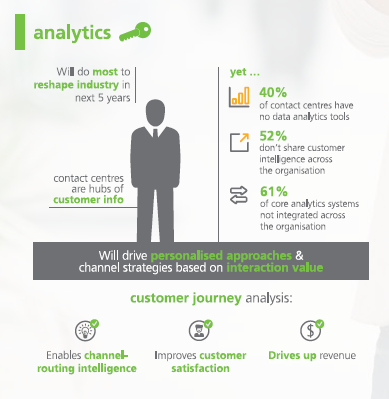 analytics
Will do most to
reshape industry in
next 5 years
contact centres
are hubs of
customer info
yet ...
40%
of contact centres have
no data analytics tools
52%
don't share customer
intelligence across
the organisation
61%
of core analytics systems
not integrated across
the organisation
Will drive personalised approaches &
channel strategies based on interaction value
customer journey analysis:
Enables channel-
routing intelligence
Improves customer
satisfaction
$
Drives up revenue